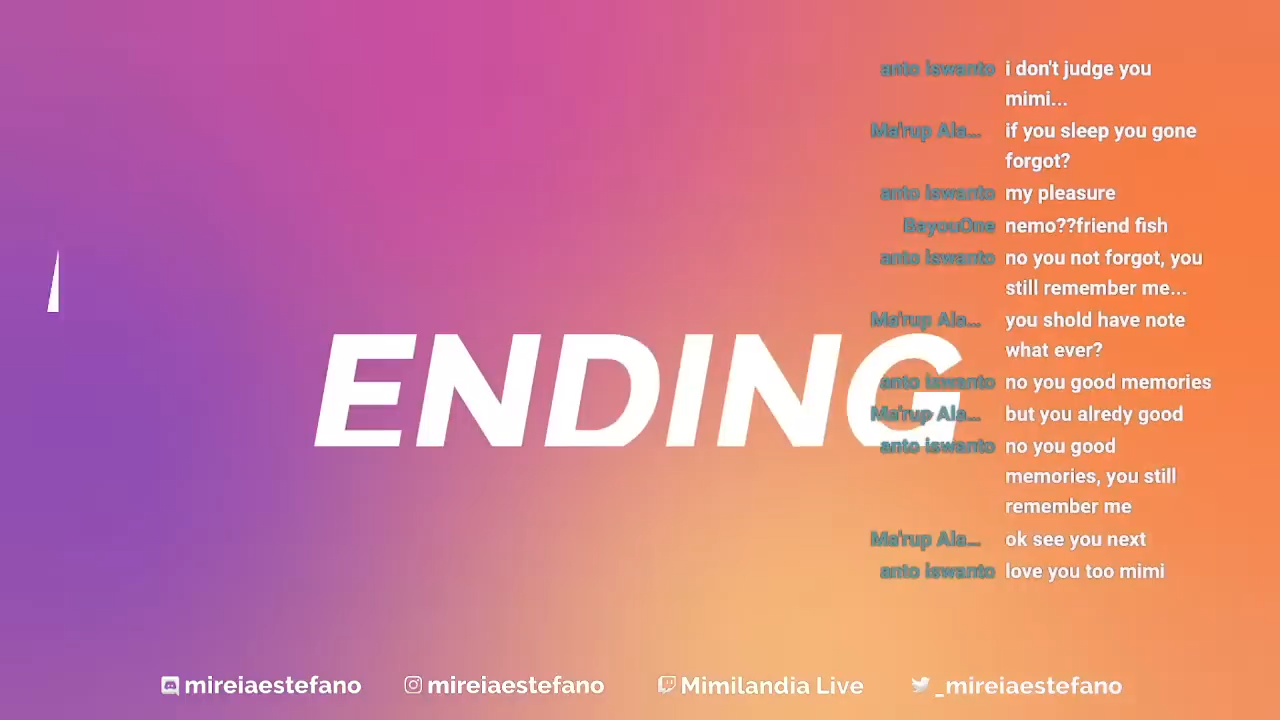 anto iswanto i don't judge you
mimi...
Ma'rup Ala... if you sleep you gone
forgot?
anto iswanto my pleasure
BayouOne nemo??friend fish
anto iswanto no you not forgot, you
still remember me...
Ma'rup Ala... you shold have note
what ever?
anto iswanto no you good memories
Ma'rup Ala... but you alredy good
anto iswanto no you good
memories, you still
remember me
Ma'rup Ala... ok see you next
anto iswanto love you too mimi
ENDING
mireiaestefano mireiaestefano Mimilandia Live _mireiaestefano